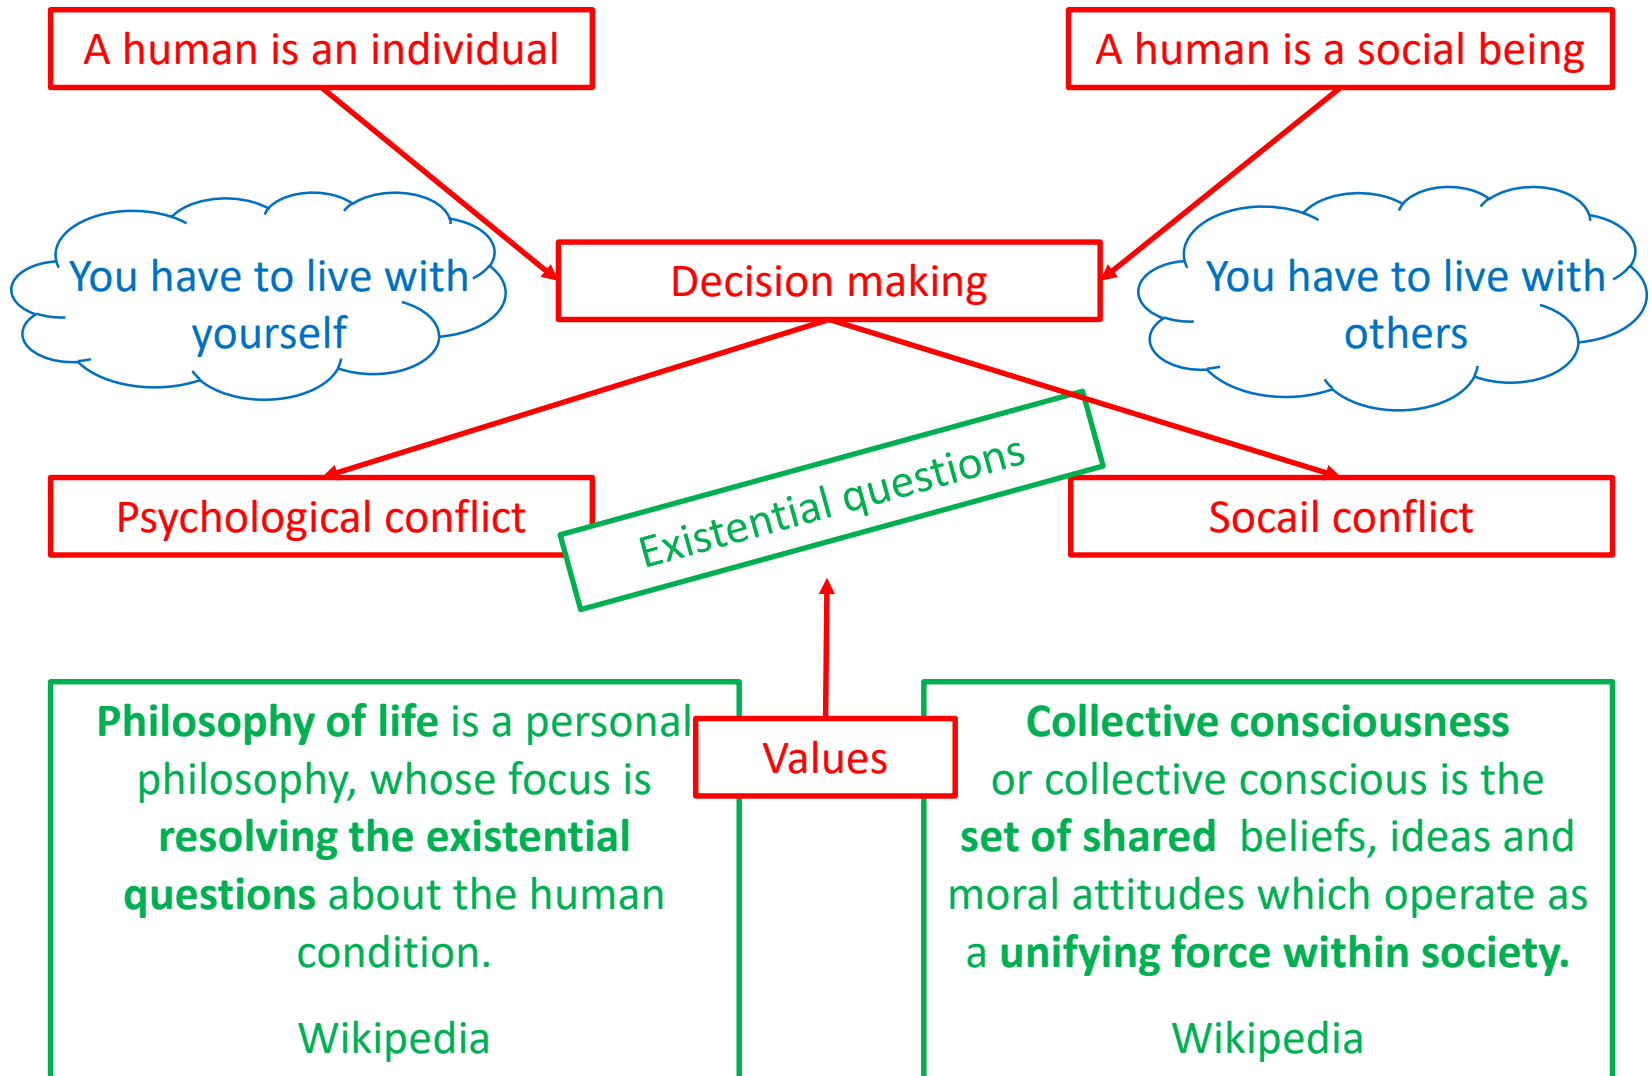 A human is an individual
A human is a social being
You have to live with
yourself
Decision making
You have to live with
others
Psychological conflict
Existential questions
Socail conflict
Philosophy of life is a personal
philosophy, whose focus is
resolving the existential
questions about the human
condition.
Wikipedia
Values
Collective consciousness
or collective conscious is the
set of shared beliefs, ideas and
moral attitudes which operate as
a unifying force within society.
Wikipedia